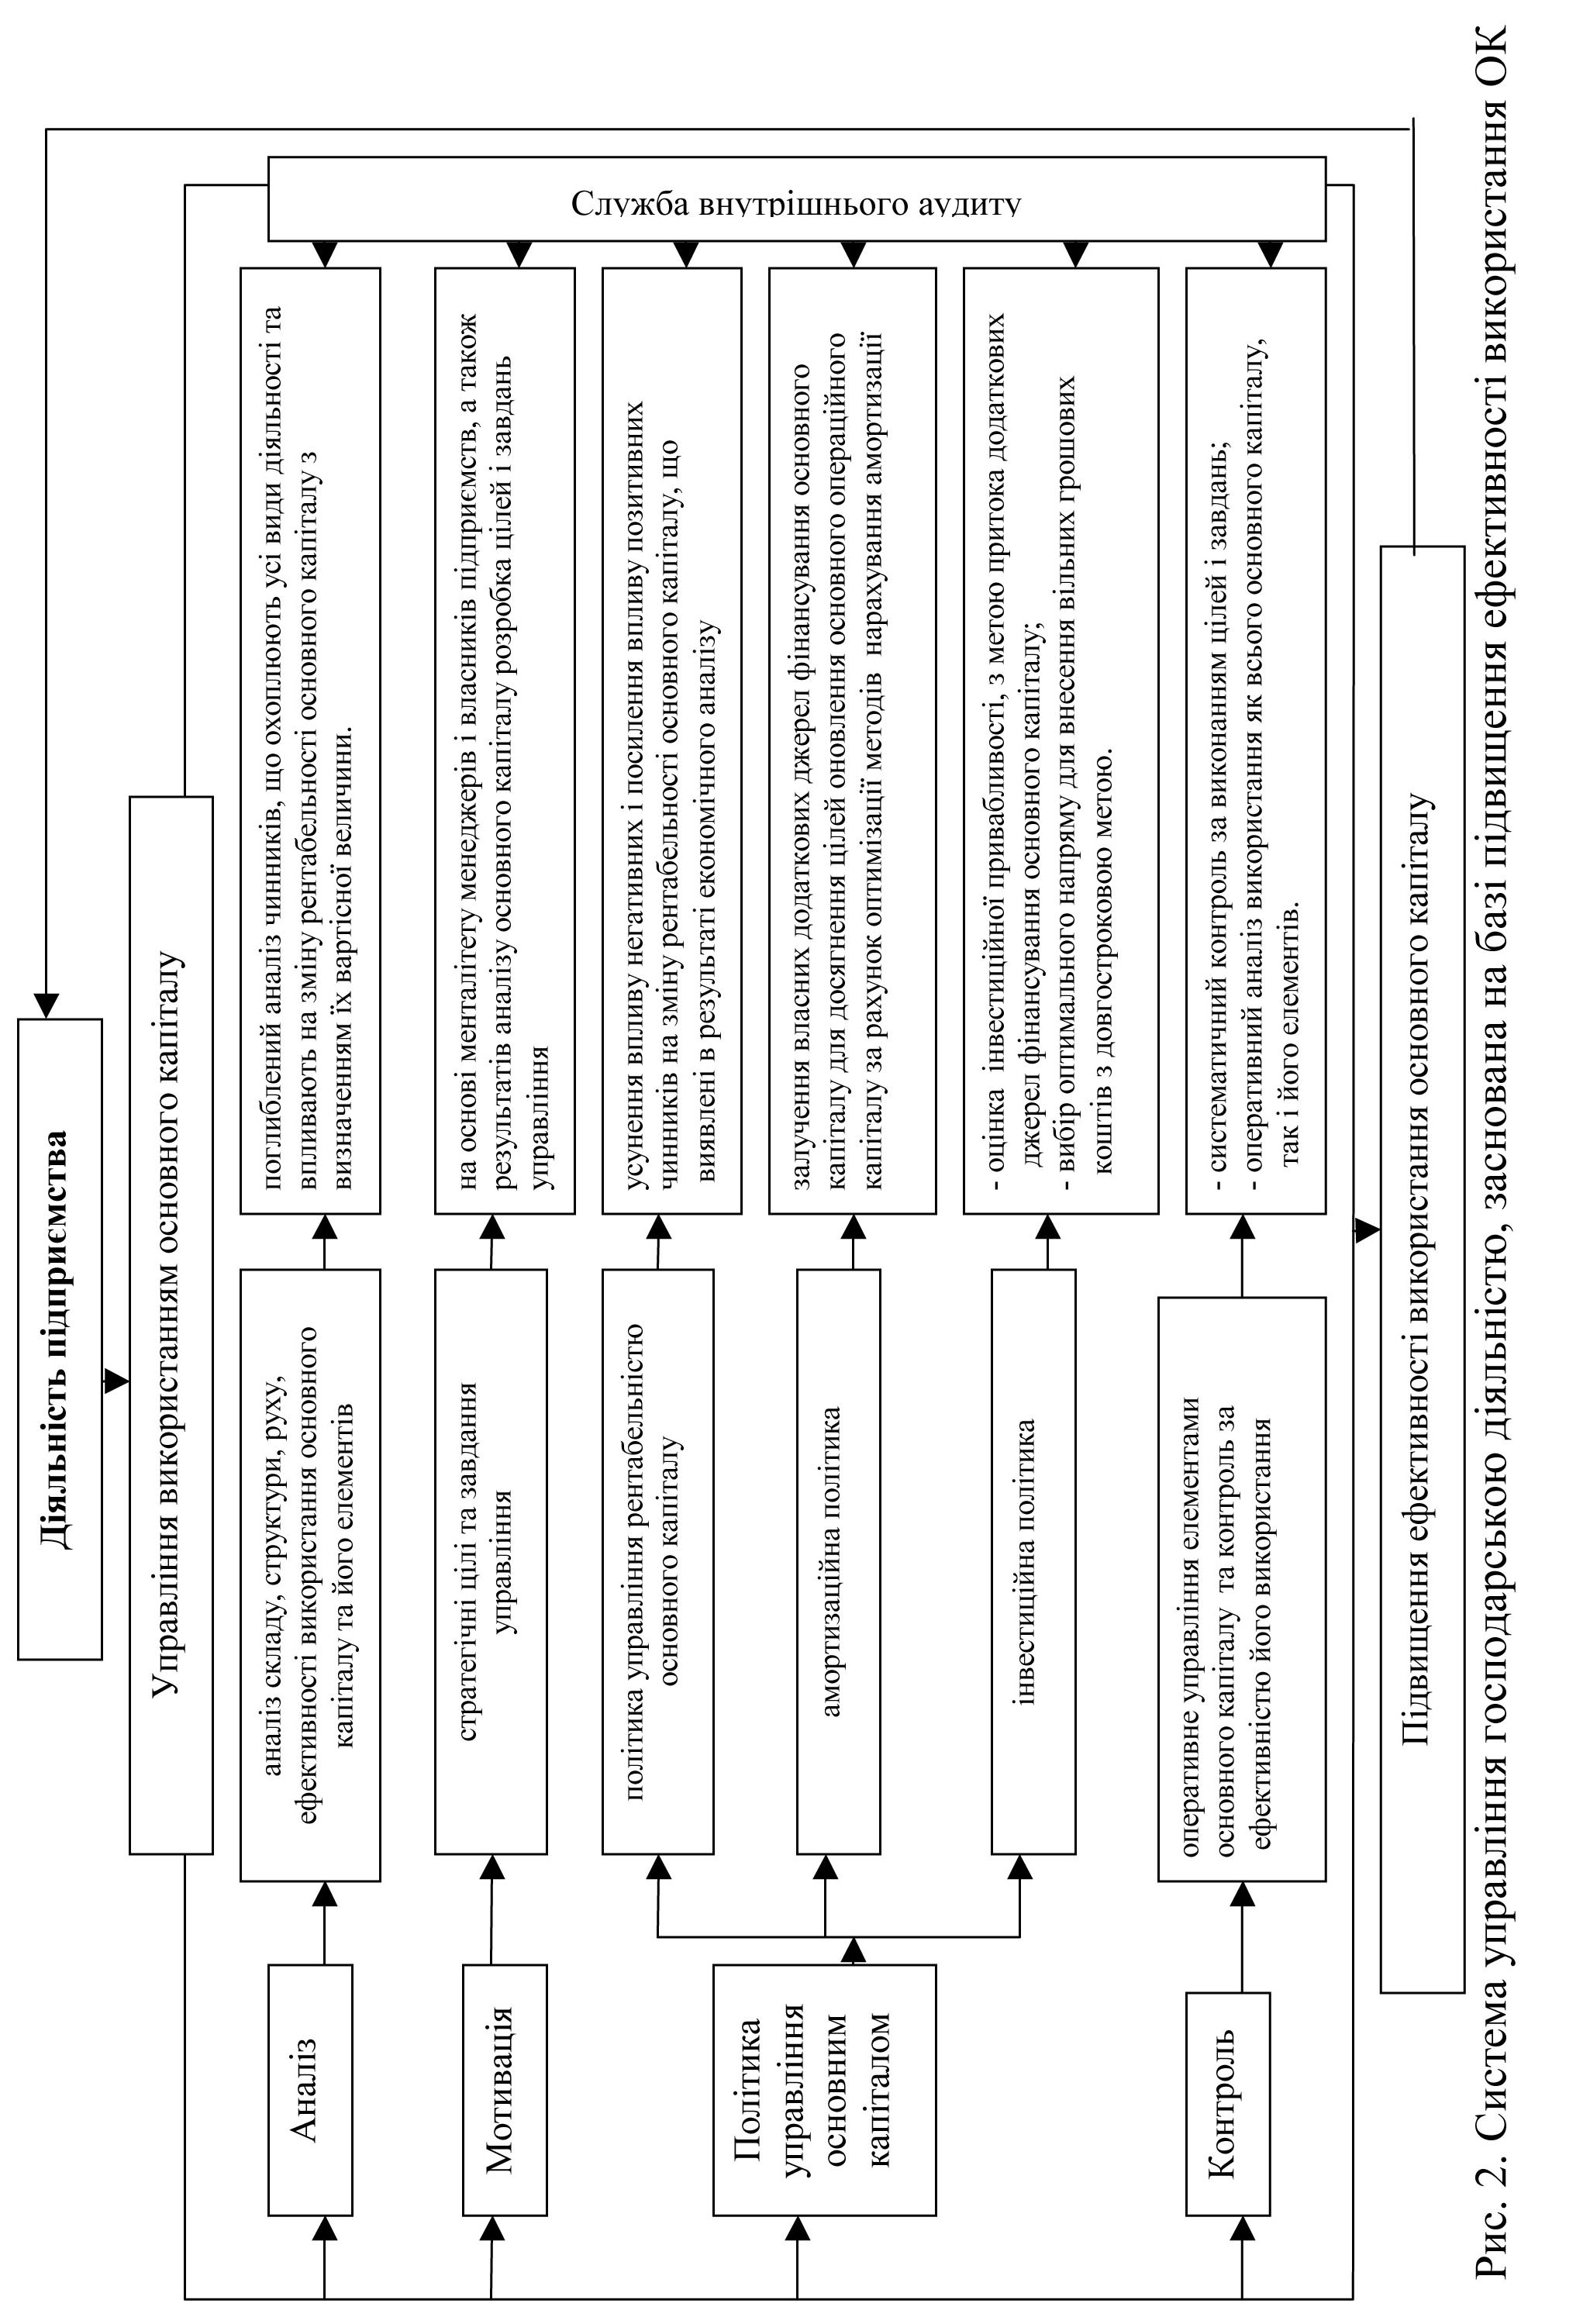 Діяльність підприємства
Управління використанням основного капіталу
Аналіз
аналіз складу, структури, руху,
ефективності використання основного
капіталу та його елементів
поглиблений аналіз чинників, що охоплюють усі види діяльності та
впливають на зміну рентабельності основного капіталу з
визначенням їх вартісної величини.
Мотивація
стратегічні цілі та завдання
управління
на основі менталітету менеджерів і власників підприємств, а також
результатів аналізу основного капіталу розробка цілей і завдань
управління
Політика
управління
основним
капіталом
політика управління рентабельністю
основного капіталу
усунення впливу негативних і посилення впливу позитивних
чинників на зміну рентабельності основного капіталу, що
виявлені в результаті економічного аналізу
амортизаційна політика
залучення власних додаткових джерел фінансування основного
капіталу для досягнення цілей оновлення основного операційного
капіталу за рахунок оптимізації методів нарахування амортизації
інвестиційна політика
- оцінка інвестиційної привабливості, з метою притока додаткових
джерел фінансування основного капіталу;
- вибір оптимального напряму для внесення вільних грошових
коштів з довгостроковою метою.
Контроль
оперативне управління елементами
основного капіталу та контроль за
ефективністю його використання
- систематичний контроль за виконанням цілей і завдань;
- оперативний аналіз використання як всього основного капіталу,
так і його елементів.
Служба внутрішнього аудиту
Підвищення ефективності використання основного капіталу
Рис. 2. Система управління господарською діяльністю, заснована на базі підвищення ефективності використання ОК